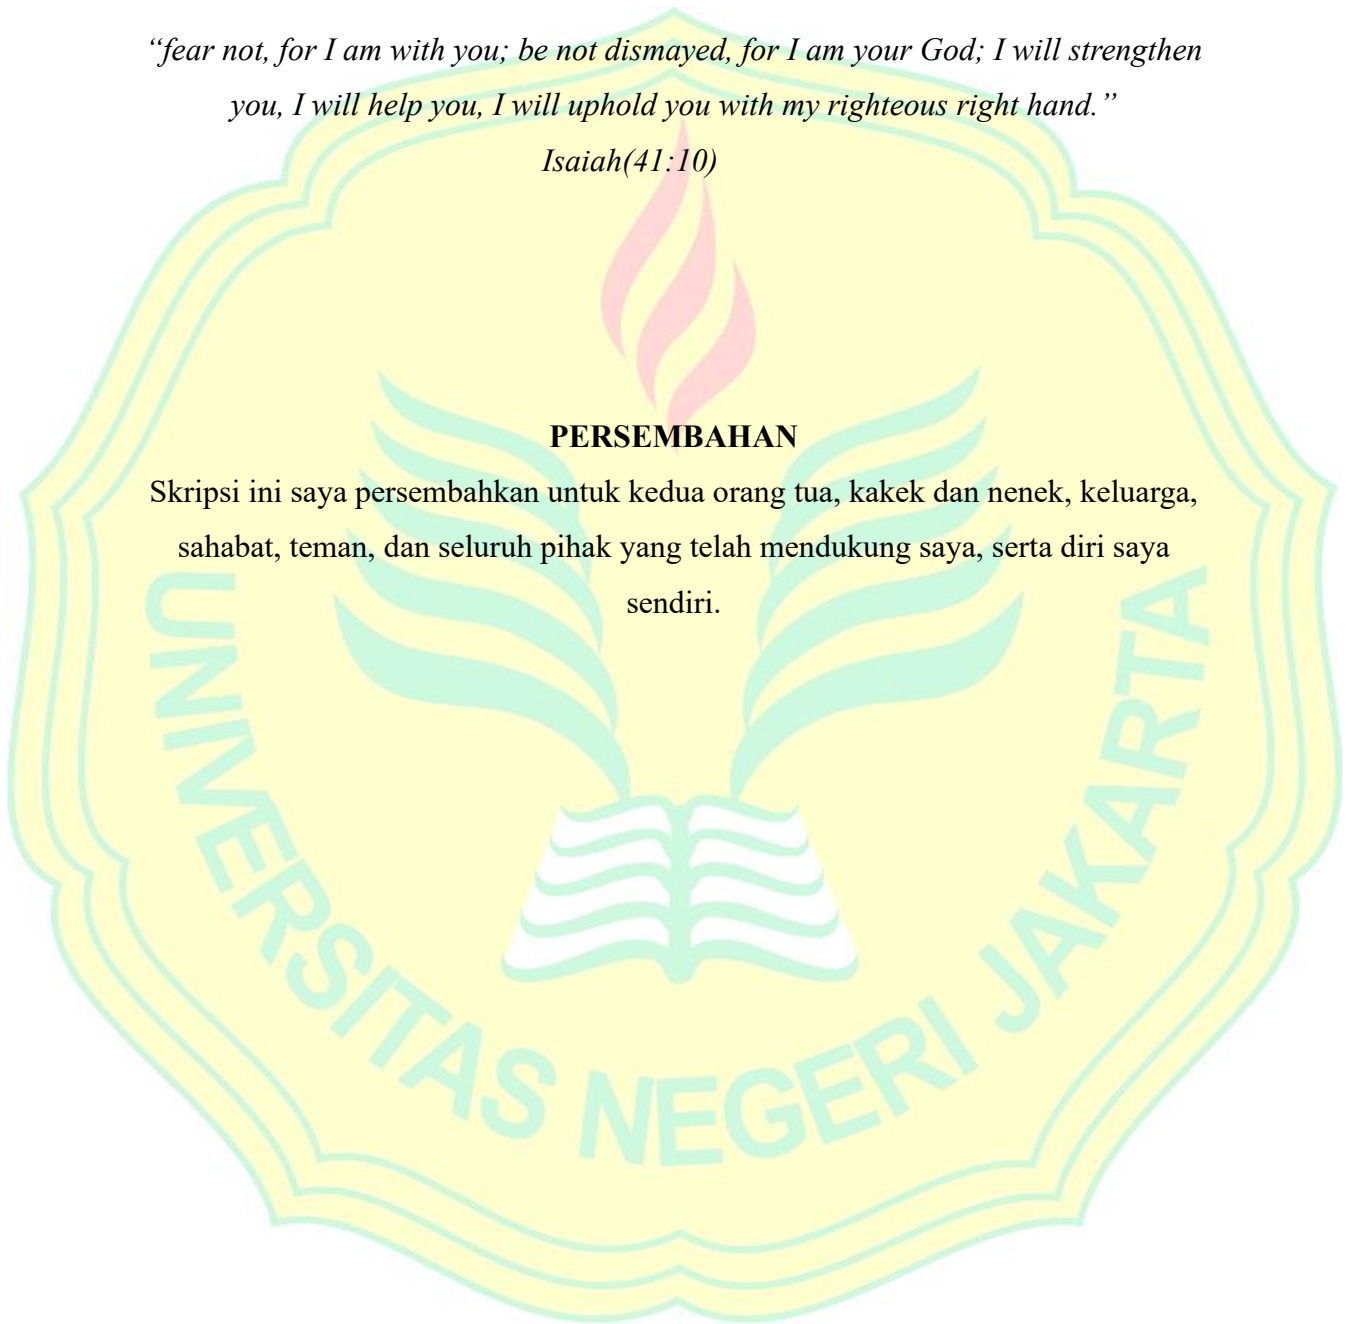 “fear not, for I am with you; be not dismayed, for I am your God; I will strengthen
you, I will help you, I will uphold you with my righteous right hand.”
Isaiah(41:10)
PERSEMBAHAN
Skripsi ini saya persembahkan untuk kedua orang tua, kakek dan nenek, keluarga,
sahabat, teman, dan seluruh pihak yang telah mendukung saya, serta diri saya
sendiri.
UNIVERSITAS NEGERI JAKARTA